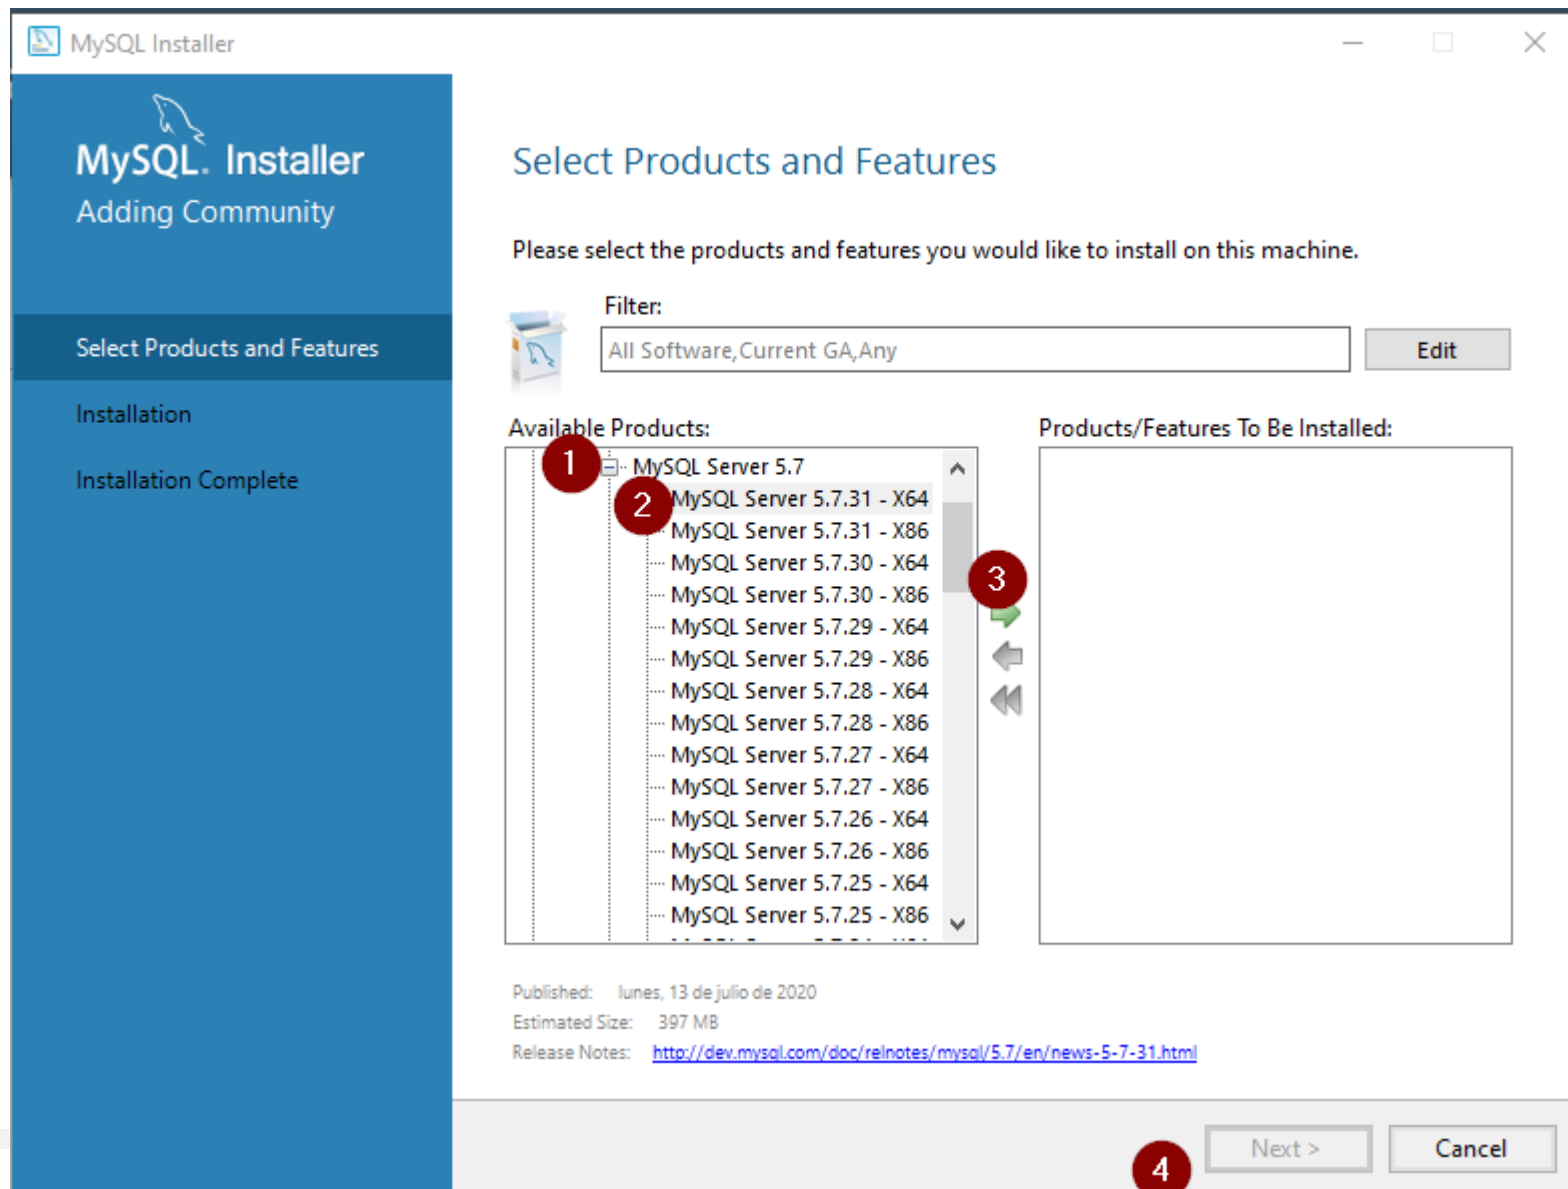 MySQL Installer
MySQL. Installer
Adding Community
Select Products and Features
Installation
Installation Complete
Select Products and Features
Please select the products and features you would like to install on this machine.
Filter:
All Software,Current GA,Any
Edit
Available Products:
Products/Features To Be Installed:
1
MySQL Server 5.7
2
MySQL Server 5.7.31 - X64
MySQL Server 5.7.31 - X86
MySQL Server 5.7.30 - X64
3
MySQL Server 5.7.30 - X86
MySQL Server 5.7.29 - X64
MySQL Server 5.7.29 - X86
MySQL Server 5.7.28 - X64
MySQL Server 5.7.28 - X86
MySQL Server 5.7.27 - X64
MySQL Server 5.7.27 - X86
MySQL Server 5.7.26 - X64
MySQL Server 5.7.26 - X86
MySQL Server 5.7.25 - X64
MySQL Server 5.7.25 - X86
Published: lunes, 13 de julio de 2020
Estimated Size: 397 MB
Release Notes: http://dev.mysql.com/doc/relnotes/mysql/5.7/en/news-5-7-31.html
4
Next >
Cancel